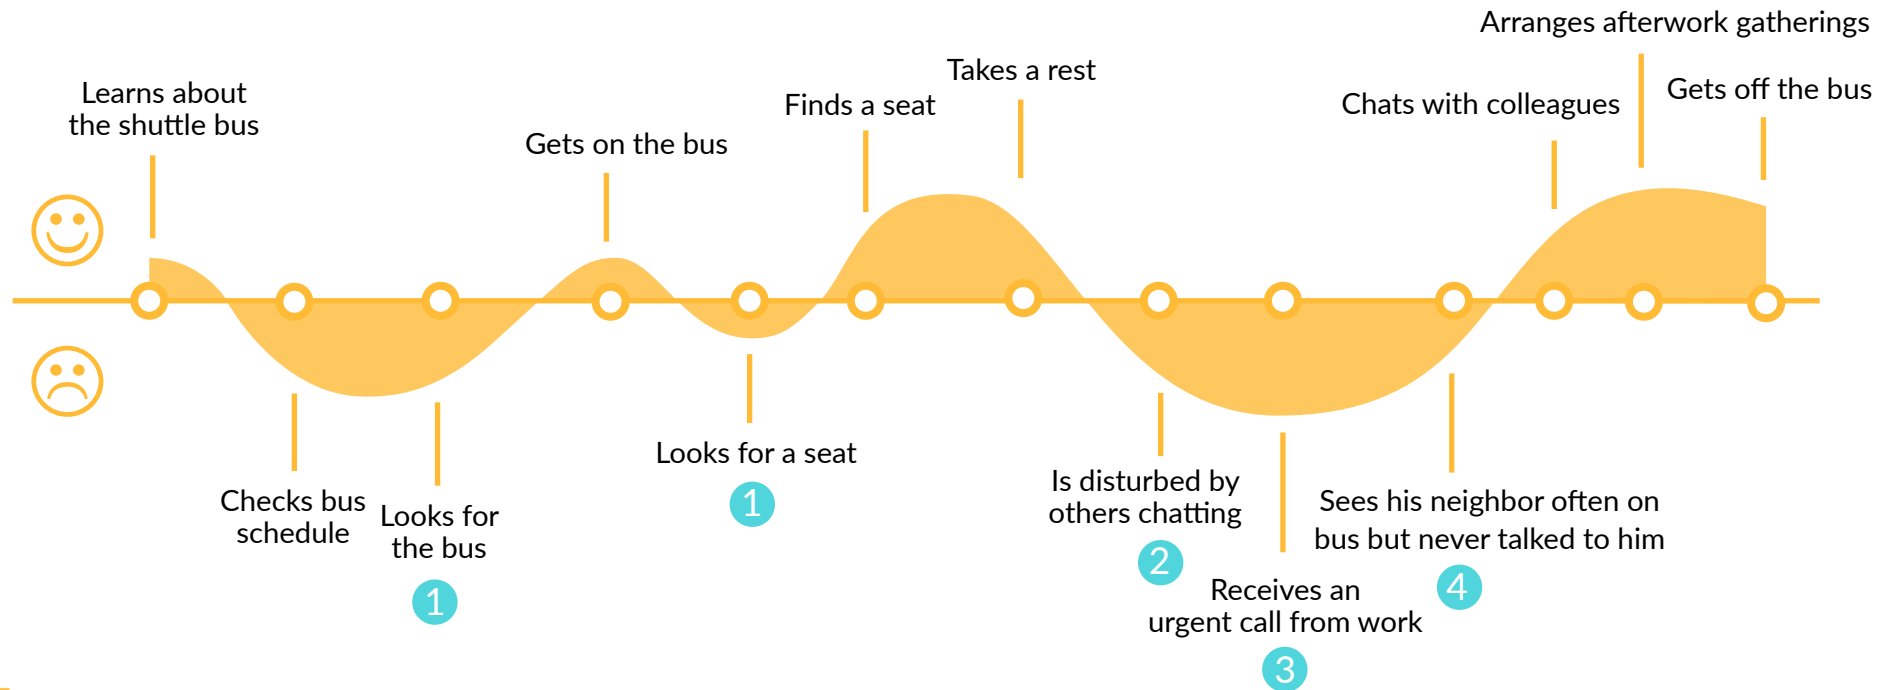 Learns about
the shuttle bus
Checks bus
schedule
Looks for
the bus
1
Gets on the bus
Looks for a seat
1
Finds a seat
Takes a rest
Is disturbed by
others chatting
2
Receives an
urgent call from work
3
Sees his neighbor often on
bus but never talked to him
4
Chats with colleagues
Arranges afterwork gatherings
Gets off the bus